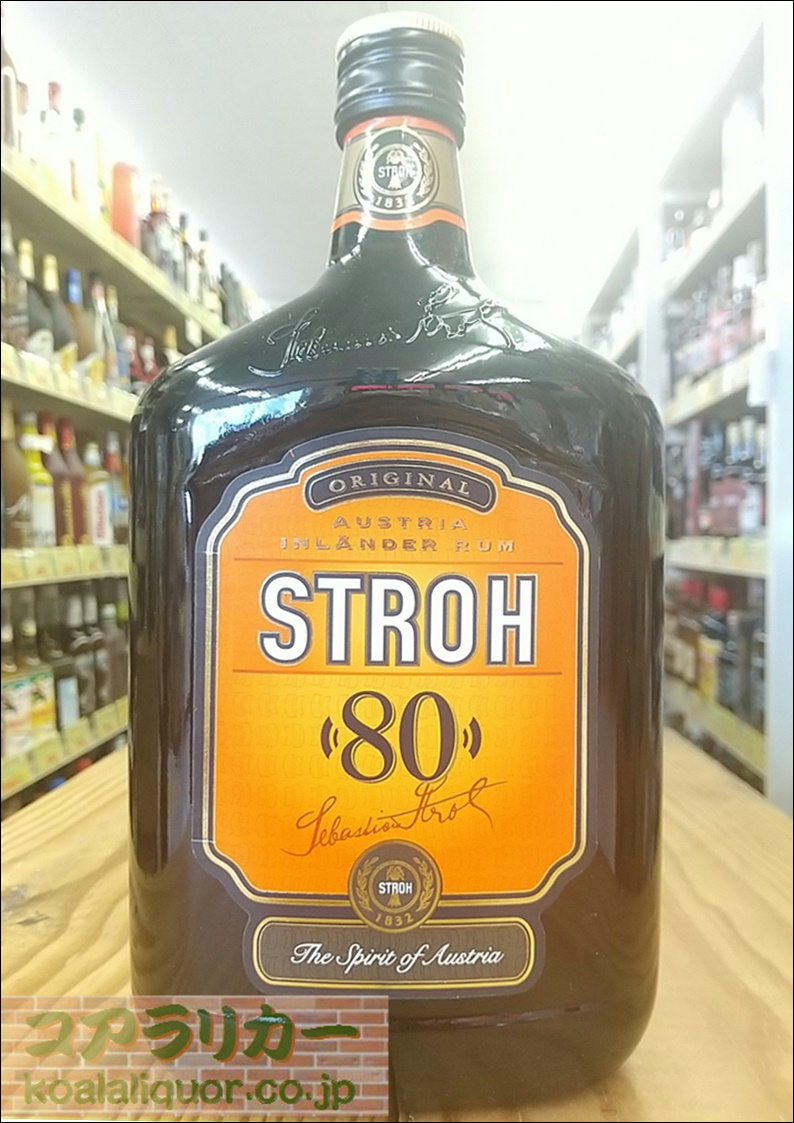 STROH
1832
ORIGINAL
AUSTRIA
INLÄNDER RUM
STROH
80
Sebastian Stroh
STROH
1832
The Spirit of Austria
コアラリカー
koalaliquor.co.jp